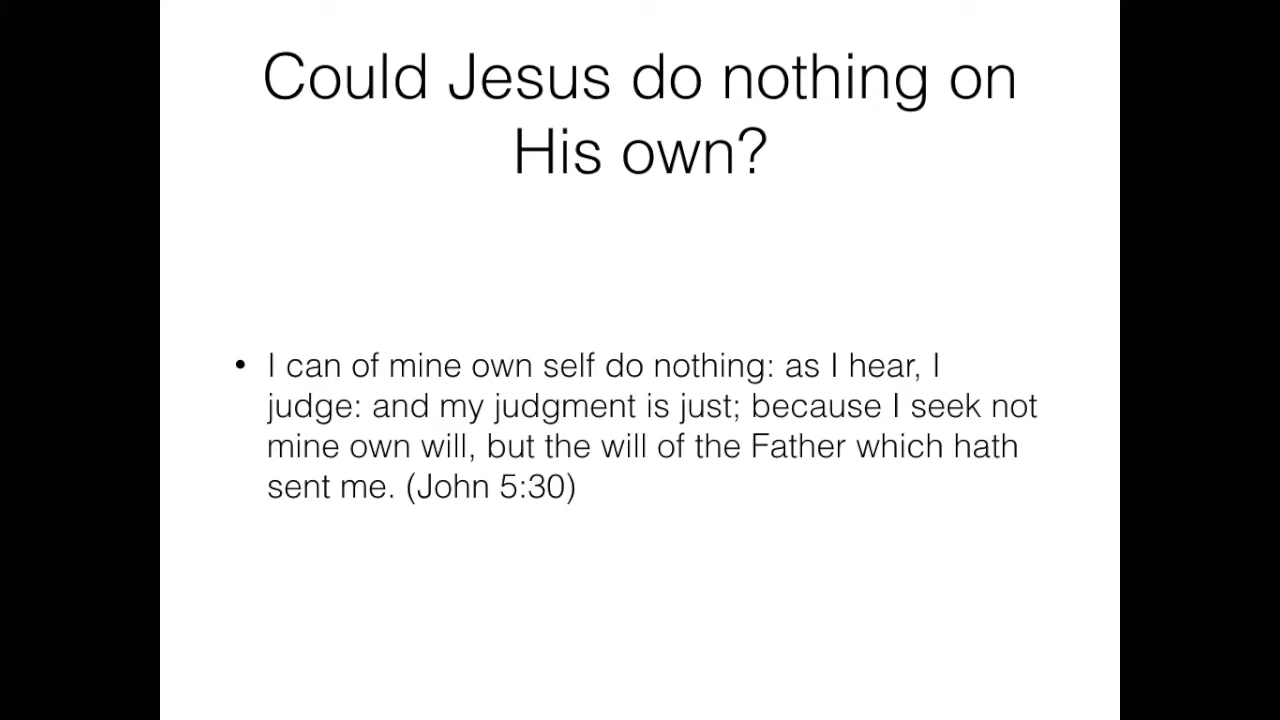 Could Jesus do nothing on
His own?
• I can of mine own self do nothing: as I hear, I
judge: and my judgment is just; because I seek not
mine own will, but the will of the Father which hath
sent me. (John 5:30)